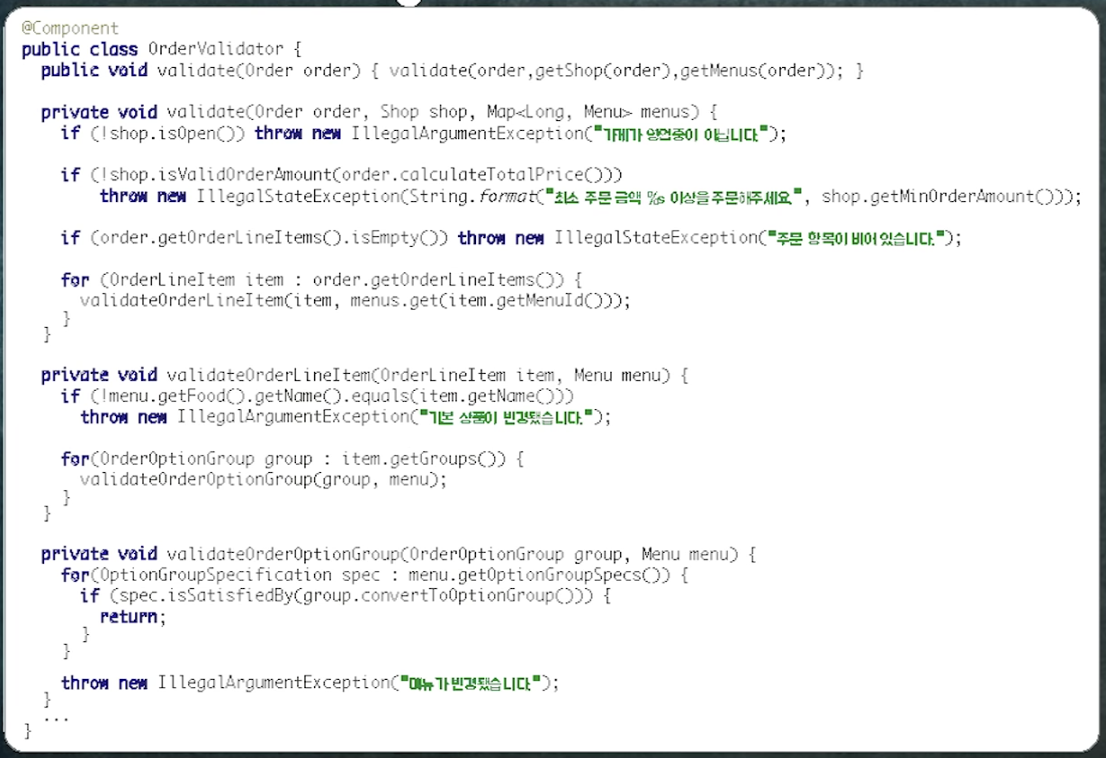 @Component
public class OrderValidator {
public void validate(Order order) { validate(order,getShop(order),getMenus(order)); }
private void validate(Order order, Shop shop, Map<Long, Menu> menus) {
if (!shop.isOpen()) throw new IllegalArgumentException("가게가 영업중이 아닙니다.");
if (!shop.isValidOrderAmount(order.calculateTotalPrice()))
throw new IllegalStateException(String.format("최소 주문 금액 %s 이상을 주문해주세요.", shop.getMinOrderAmount()));
if (order.getOrderLineItems().isEmpty()) throw new IllegalStateException("주문 항목이 비어 있습니다.");
for (OrderLineItem item : order.getOrderLineItems()) {
validateOrderLineItem(item, menus.get(item.getMenuId()));
}
}
private void validateOrderLineItem(OrderLineItem item, Menu menu) {
if (!menu.getFood().getName().equals(item.getName()))
throw new IllegalArgumentException("기본 상품이 변경됐습니다.");
for(OrderOptionGroup group : item.getGroups()) {
validateOrderOptionGroup(group, menu);
}
}
private void validateOrderOptionGroup(OrderOptionGroup group, Menu menu) {
for(OptionGroupSpecification spec : menu.getOptionGroupSpecs()) {
if (spec.isSatisfiedBy(group.convertToOptionGroup())) {
return;
}
}
throw new IllegalArgumentException("메뉴가 변경됐습니다.");
}
...
}